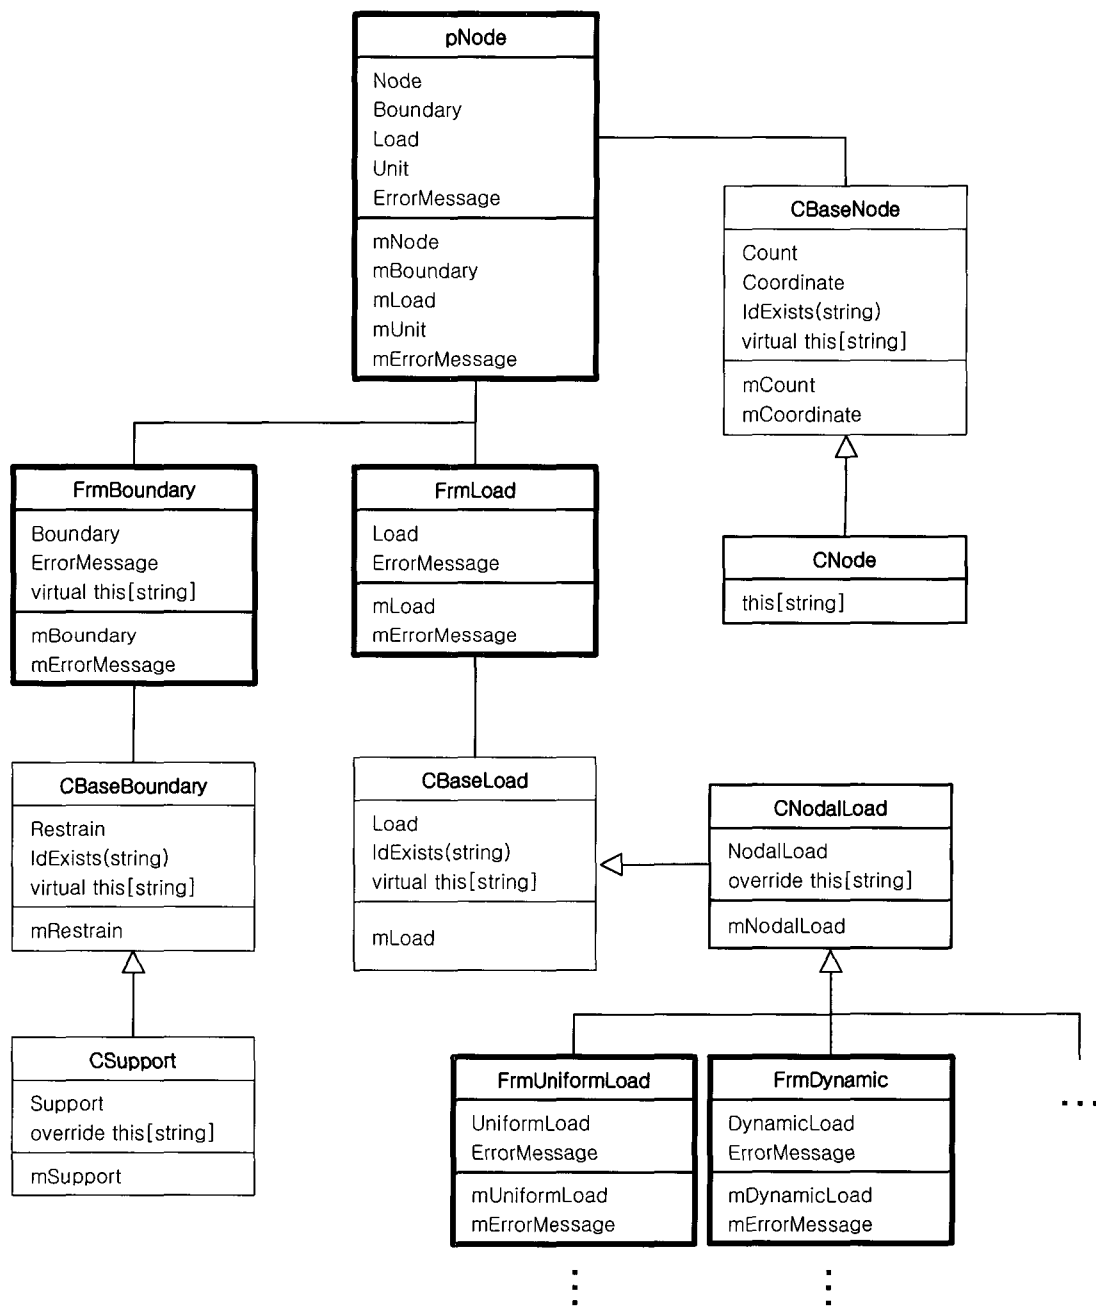 pNode
Node
Boundary
Load
Unit
ErrorMessage
mNode
mBoundary
mLoad
mUnit
mErrorMessage
CBaseNode
Count
Coordinate
IdExists(string)
virtual this[string]
mCount
mCoordinate
CNode
this[string]
FrmBoundary
Boundary
ErrorMessage
virtual this[string]
mBoundary
mErrorMessage
FrmLoad
Load
ErrorMessage
mLoad
mErrorMessage
CBaseBoundary
Restrain
IdExists(string)
virtual this[string]
mRestrain
CSupport
Support
override this[string]
mSupport
CBaseLoad
Load
IdExists(string)
virtual this[string]
mLoad
CNodalLoad
NodalLoad
override this[string]
mNodalLoad
FrmUniformLoad
UniformLoad
ErrorMessage
mUniformLoad
mErrorMessage
FrmDynamic
DynamicLoad
ErrorMessage
mDynamicLoad
mErrorMessage
...